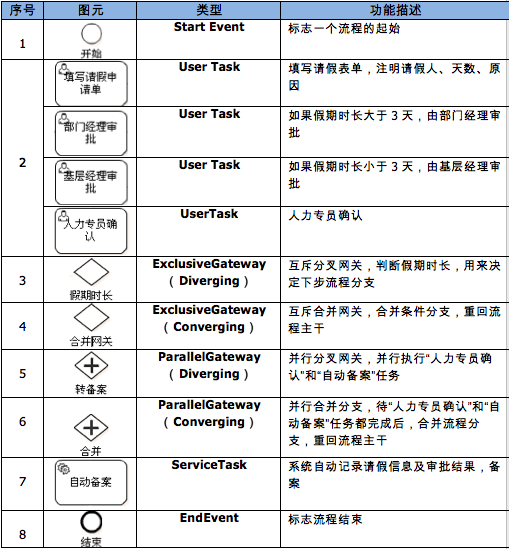 序号 图元 类型 功能描述
1 开始 Start Event 标志一个流程的起始
2 填写请假申
请单 User Task 填写请假表单，注明请假人、天数、原
因
部门经理审
批 User Task 如果假期时长大于 3 天，由部门经理审
批
基层经理审
批 User Task 如果假期时长小于 3 天，由基层经理审
批
人力专员确
认 UserTask 人力专员确认
3 假期时长 ExclusiveGateway
（ Diverging ） 互斥分叉网关，判断假期时长，用来决
定下步流程分支
4 合并网关 ExclusiveGateway
（ Converging ） 互斥合并网关，合并条件分支，重回流
程主干
5 转备案 ParallelGateway
（ Diverging ） 并行分叉网关，并行执行“人力专员确
认”和“自动备案”任务
6 合并 ParallelGateway
（ Converging ） 并行合并分支，待“人力专员确认”和“自
动备案”任务都完成后，合并流程分
支，重回流程主干
7 自动备案 ServiceTask 系统自动记录请假信息及审批结果，备
案
8 结束 EndEvent 标志流程结束